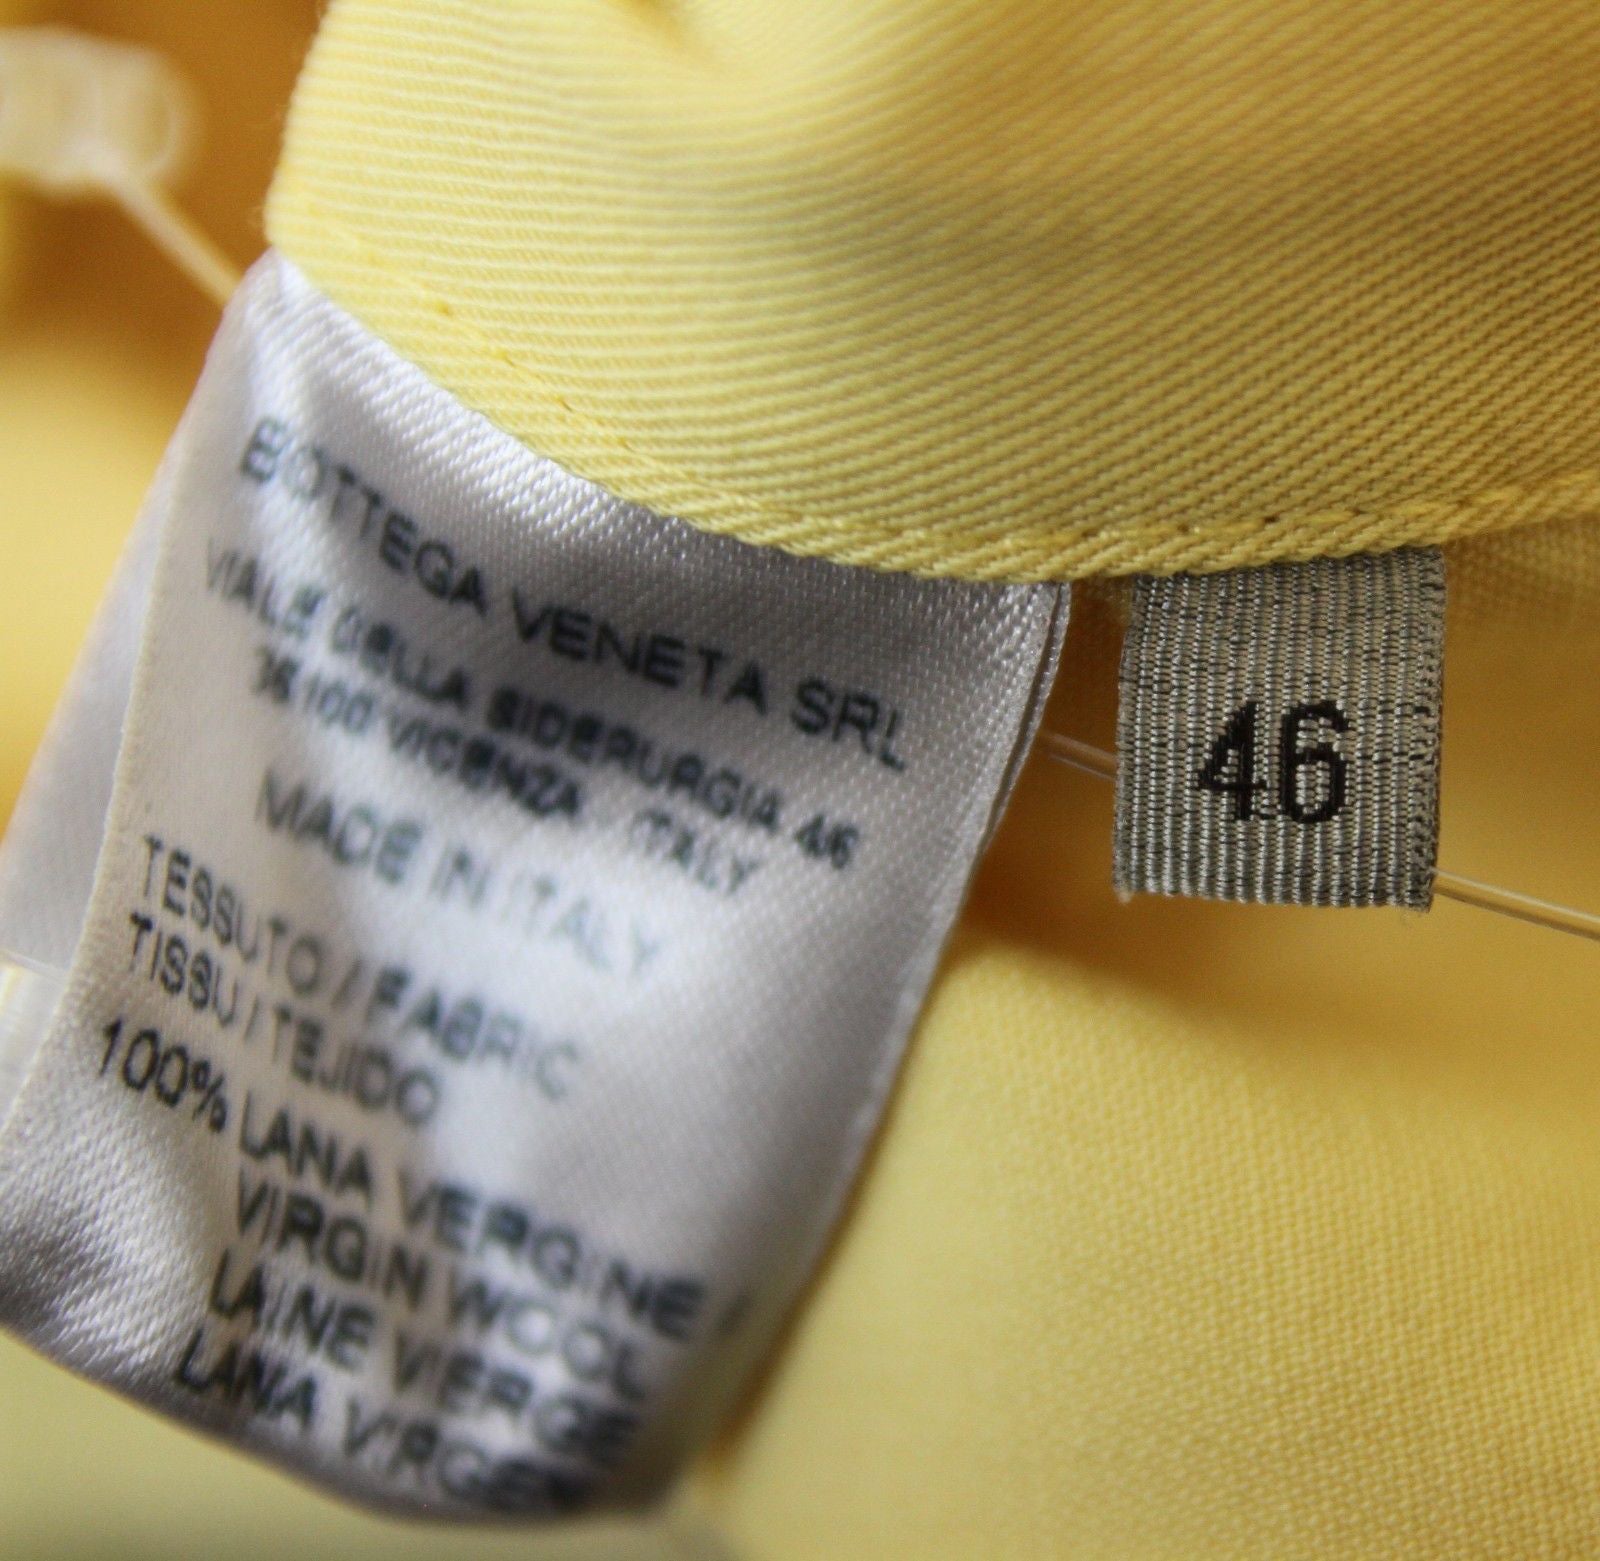 BOTTEGA VENETA SRL
VIALE DELLA SIDERURGIA 46
36100 VICENZA ITALY
MADE IN ITALY
TESSUTO / FABRIC
TISSU / TEJIDO
100% LANA VERGINE
VIRGIN WOOL
LAINE VIERGE
LANA VIRGEN
46